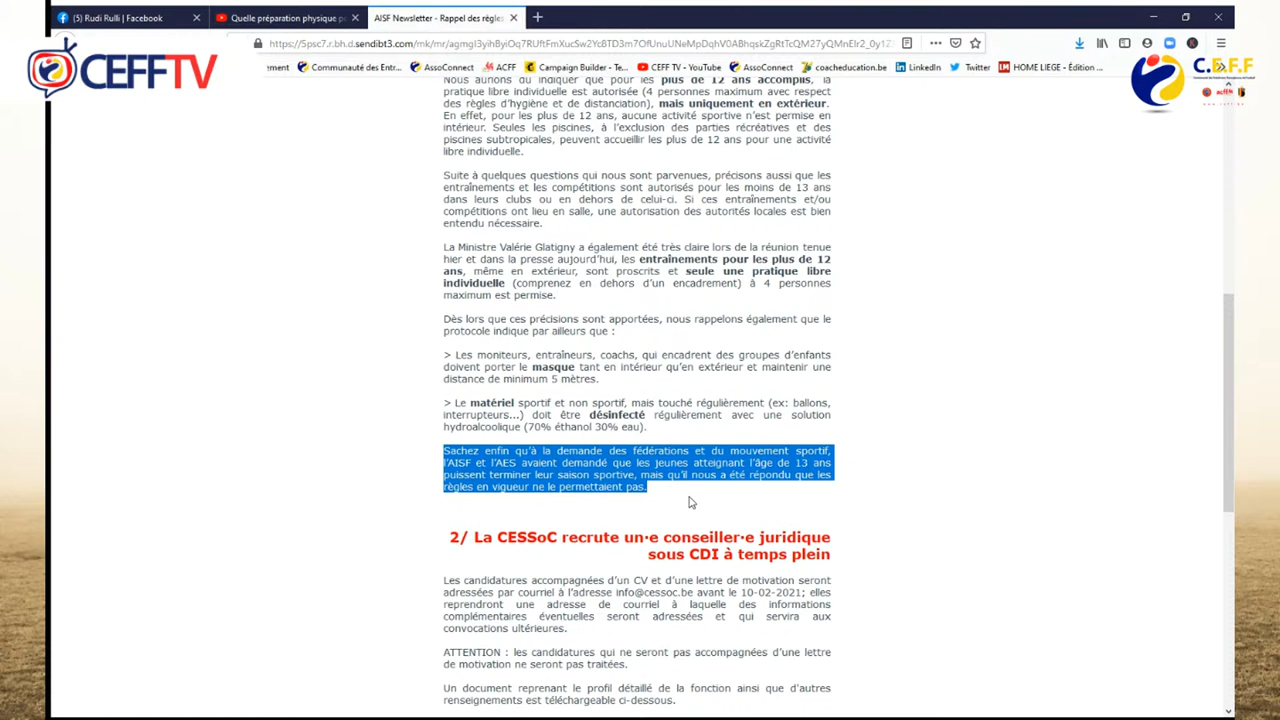 (5) Rudi Rulli | Facebook
Quelle préparation physique po
AISF Newsletter - Rappel des règles
CEFFTV
https://5psc7.r.bh.d.sendibt3.com/mk/mr/
ement
Communauté des Entr...
AssoConnect
ACFF
Campaign Builder - Te...
CEFF TV - YouTube
AssoConnect
coacheducation.be
LinkedIn
Twitter
HOME LIEGE - Édition ...
C.E.F.F
Nous aurions du indiquer que pour les plus de 12 ans accomplis, la
pratique libre individuelle est autorisée (4 personnes maximum avec respect
des règles d'hygiène et de distanciation), mais uniquement en extérieur.
En effet, pour les plus de 12 ans, aucune activité sportive n'est permise en
intérieur. Seules les piscines, à l'exclusion des parties récréatives et des
piscines subtropicales, peuvent accueillir les plus de 12 ans pour une activité
libre individuelle.
Suite à quelques questions qui nous sont parvenues, précisons aussi que les
entraînements et les compétitions sont autorisés pour les moins de 13 ans
dans leurs clubs ou en dehors de celui-ci. Si ces entraînements et/ou
compétitions ont lieu en salle, une autorisation des autorités locales est bien
entendu nécessaire.
La Ministre Valérie Glatigny a également été très claire lors de la réunion tenue
hier et dans la presse aujourd'hui, les entraînements pour les plus de 12
ans, même en extérieur, sont proscrits et seule une pratique libre
individuelle (comprenez en dehors d'un encadrement) à 4 personnes
maximum est permise.
Dès lors que ces précisions sont apportées, nous rappelons également que le
protocole indique par ailleurs que :
> Les moniteurs, entraîneurs, coachs, qui encadrent des groupes d'enfants
doivent porter le masque tant en intérieur qu'en extérieur et maintenir une
distance de minimum 5 mètres.
> Le matériel sportif et non sportif, mais touché régulièrement (ex: ballons,
interrupteurs...) doit être désinfecté régulièrement avec une solution
hydroalcoolique (70% éthanol 30% eau).
Sachez enfin qu'à la demande des fédérations et du mouvement sportif,
l'AISF et l'AES avaient demandé que les jeunes atteignant l'âge de 13 ans
puissent terminer leur saison sportive, mais qu'il nous a été répondu que les
règles en vigueur ne le permettaient pas.
2/ La CESSoC recrute un·e conseiller·e juridique
sous CDI à temps plein
Les candidatures accompagnées d'un CV et d'une lettre de motivation seront
adressées par courriel à l'adresse info@cessoc.be avant le 10-02-2021; elles
reprendront une adresse de courriel à laquelle des informations
complémentaires éventuelles seront adressées et qui servira aux
convocations ultérieures.
ATTENTION : les candidatures qui ne seront pas accompagnées d'une lettre
de motivation ne seront pas traitées.
Un document reprenant le profil détaillé de la fonction ainsi que d'autres
renseignements est téléchargeable ci-dessous.